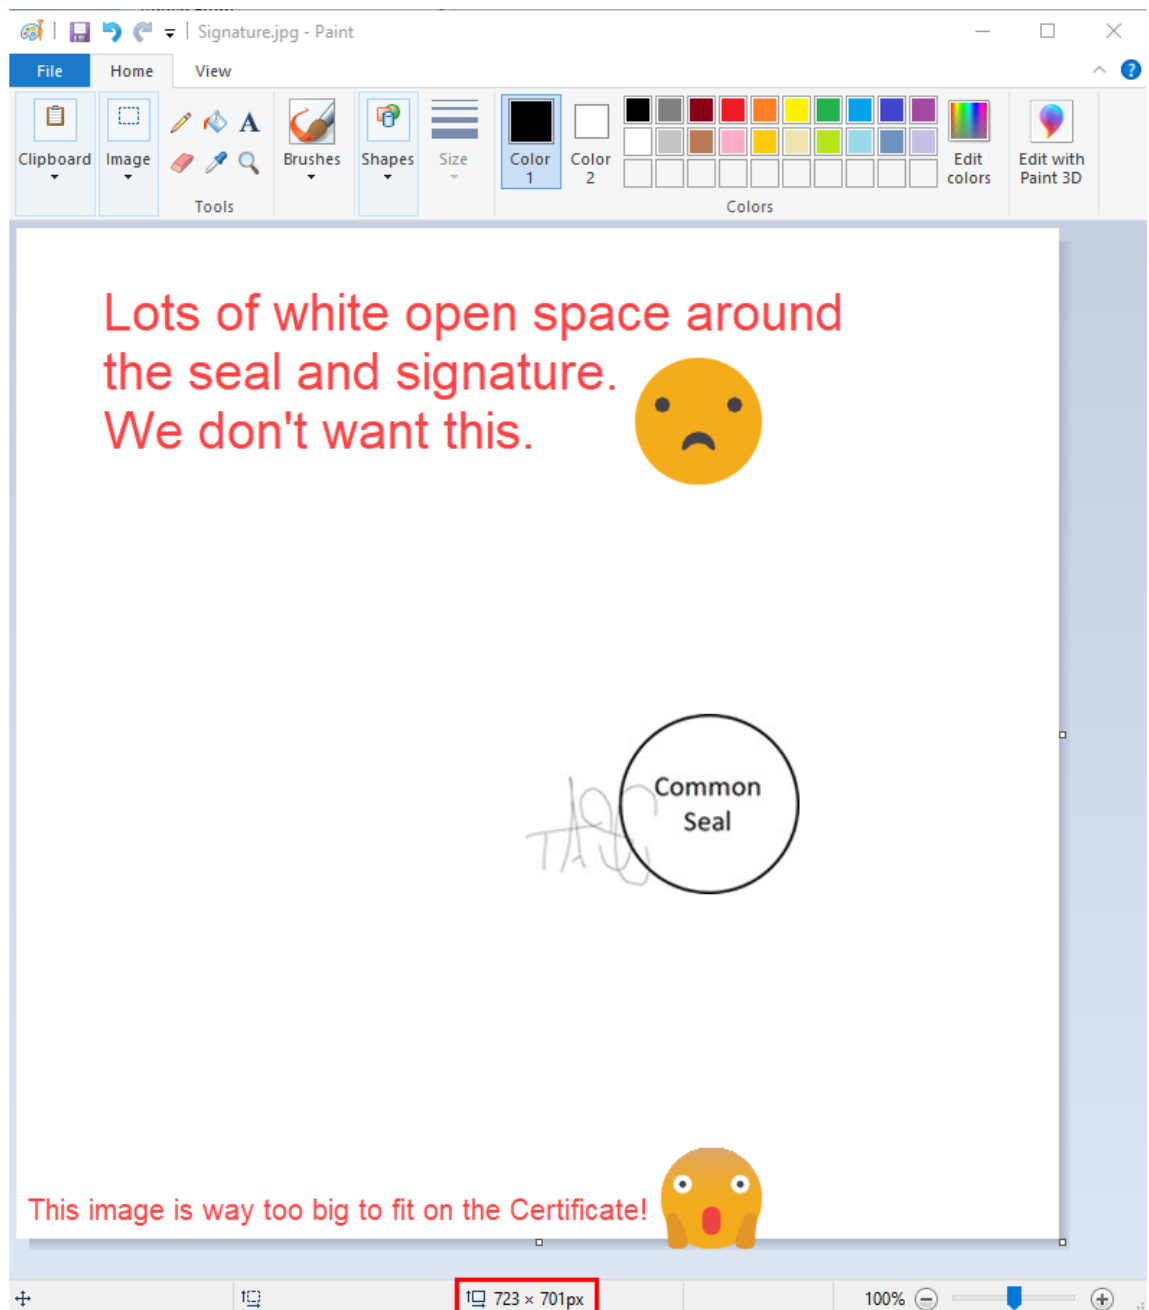 Signature.jpg - Paint
File Home View
Clipboard Image Brushes Shapes Size Color 1 Color 2 Edit colors Edit with Paint 3D
Tools Colors
Lots of white open space around
the seal and signature.
We don't want this.
Common
Seal
This image is way too big to fit on the Certificate!
723 × 701px 100%